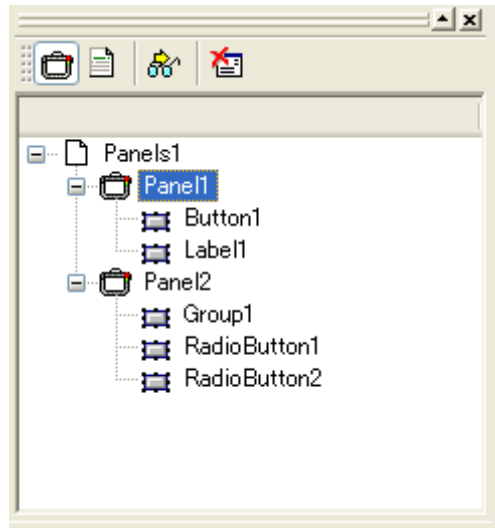 Panels1
Panel1
Button1
Label1
Panel2
Group1
RadioButton1
RadioButton2